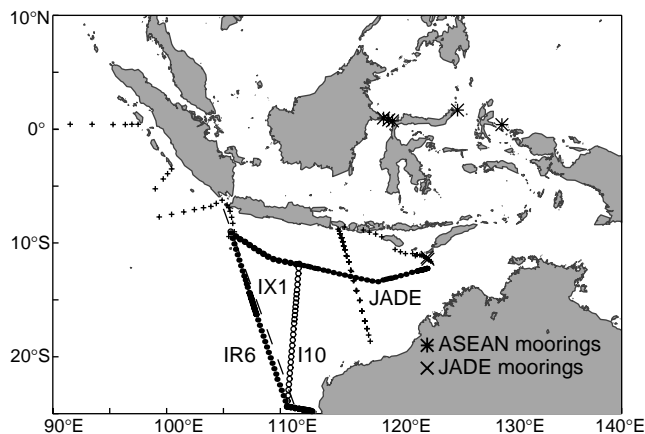 10°N
0°
10°S
20°S
IX1
JADE
IR6
I10
ASEAN moorings
JADE moorings
90°E
100°E
110°E
120°E
130°E
140°E